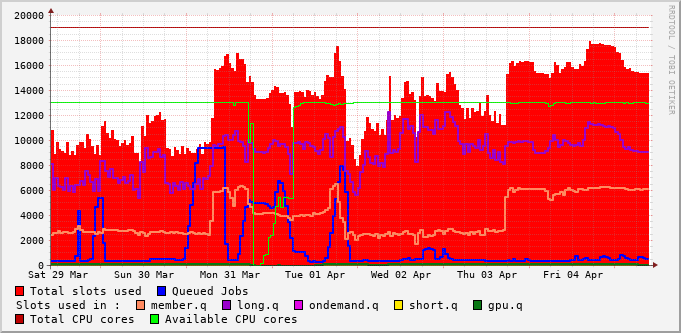 20000
18000
16000
14000
12000
10000
8000
6000
4000
2000
0
Sat 29 Mar Sun 30 Mar Mon 31 Mar Tue 01 Apr Wed 02 Apr Thu 03 Apr Fri 04 Apr
Total slots used Queued Jobs
Slots used in : member.q long.q ondemand.q short.q gpu.q
Total CPU cores Available CPU cores
RRDTOOL / TOBI OETIKER